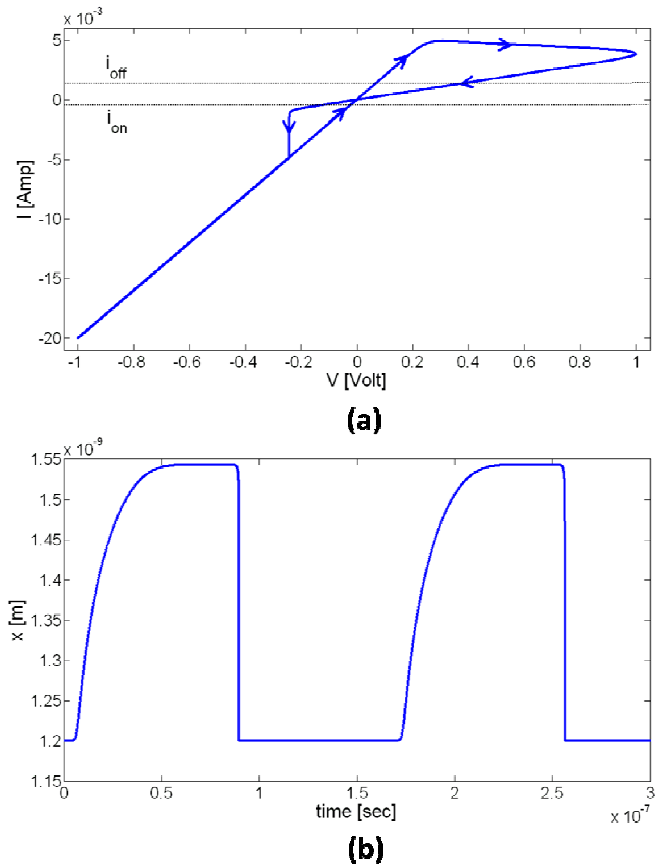 x 10⁻³
5
0
-5
-10
-15
-20
I [Amp]
i_off
i_on
-1 -0.8 -0.6 -0.4 -0.2 0 0.2 0.4 0.6 0.8 1
V [Volt]
(a)
x 10⁻⁹
1.55
1.5
1.45
1.4
1.35
1.3
1.25
1.2
1.15
x [m]
0 0.5 1 1.5 2 2.5 3
time [sec]
x 10⁻⁷
(b)